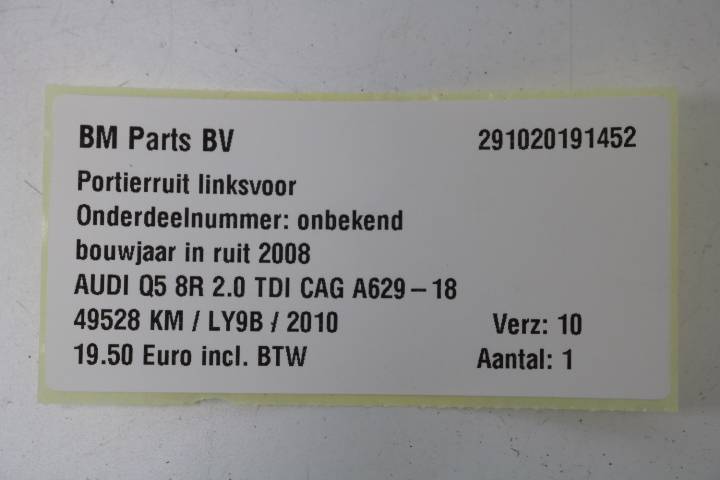 BM Parts BV 291020191452
Portierruit linksvoor
Onderdeelnummer: onbekend
bouwjaar in ruit 2008
AUDI Q5 8R 2.0 TDI CAG A629-18
49528 KM / LY9B / 2010 Verz: 10
19.50 Euro incl. BTW Aantal: 1